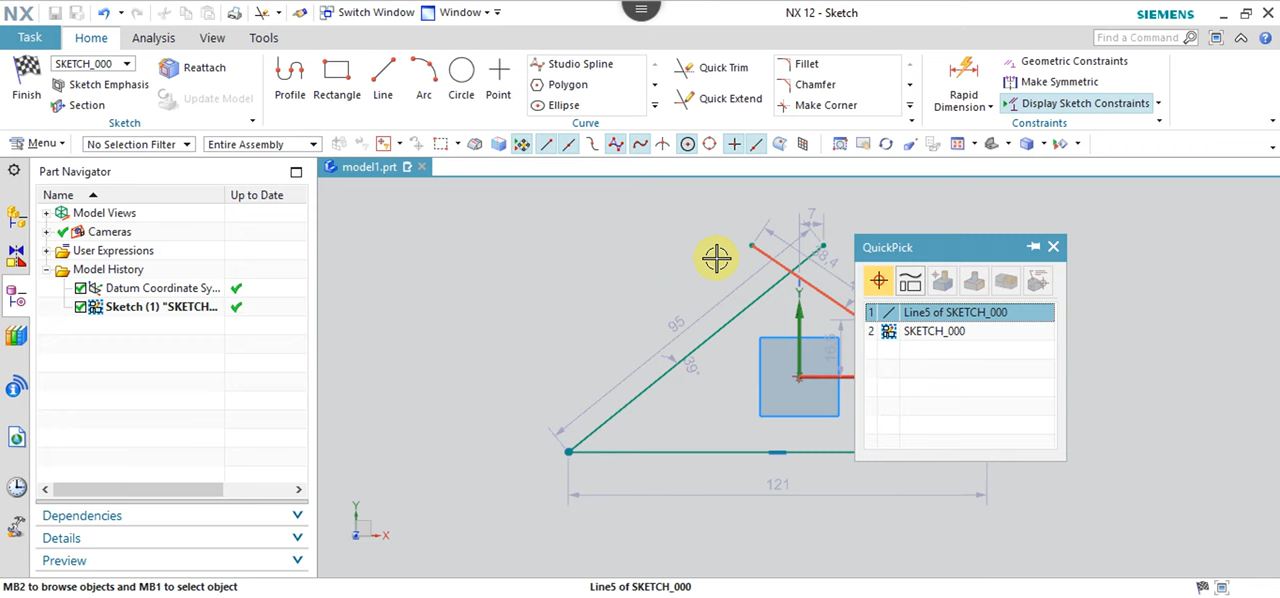 NX
Switch Window
Window
NX 12 - Sketch
SIEMENS
Task
Home
Analysis
View
Tools
Find a Command
Finish
SKETCH_000
Sketch Emphasis
Section
Reattach
Update Model
Sketch
Profile
Rectangle
Line
Arc
Circle
Point
Studio Spline
Polygon
Ellipse
Quick Trim
Quick Extend
Fillet
Chamfer
Make Corner
Curve
Rapid
Dimension
Geometric Constraints
Make Symmetric
Display Sketch Constraints
Constraints
Menu
No Selection Filter
Entire Assembly
Part Navigator
model1.prt
Name
Up to Date
Model Views
Cameras
User Expressions
Model History
Datum Coordinate Sy...
Sketch (1) "SKETCH...
Dependencies
Details
Preview
7
38,4
95
39°
Y
121
Y
Z
X
QuickPick
1 Line5 of SKETCH_000
2 SKETCH_000
MB2 to browse objects and MB1 to select object
Line5 of SKETCH_000